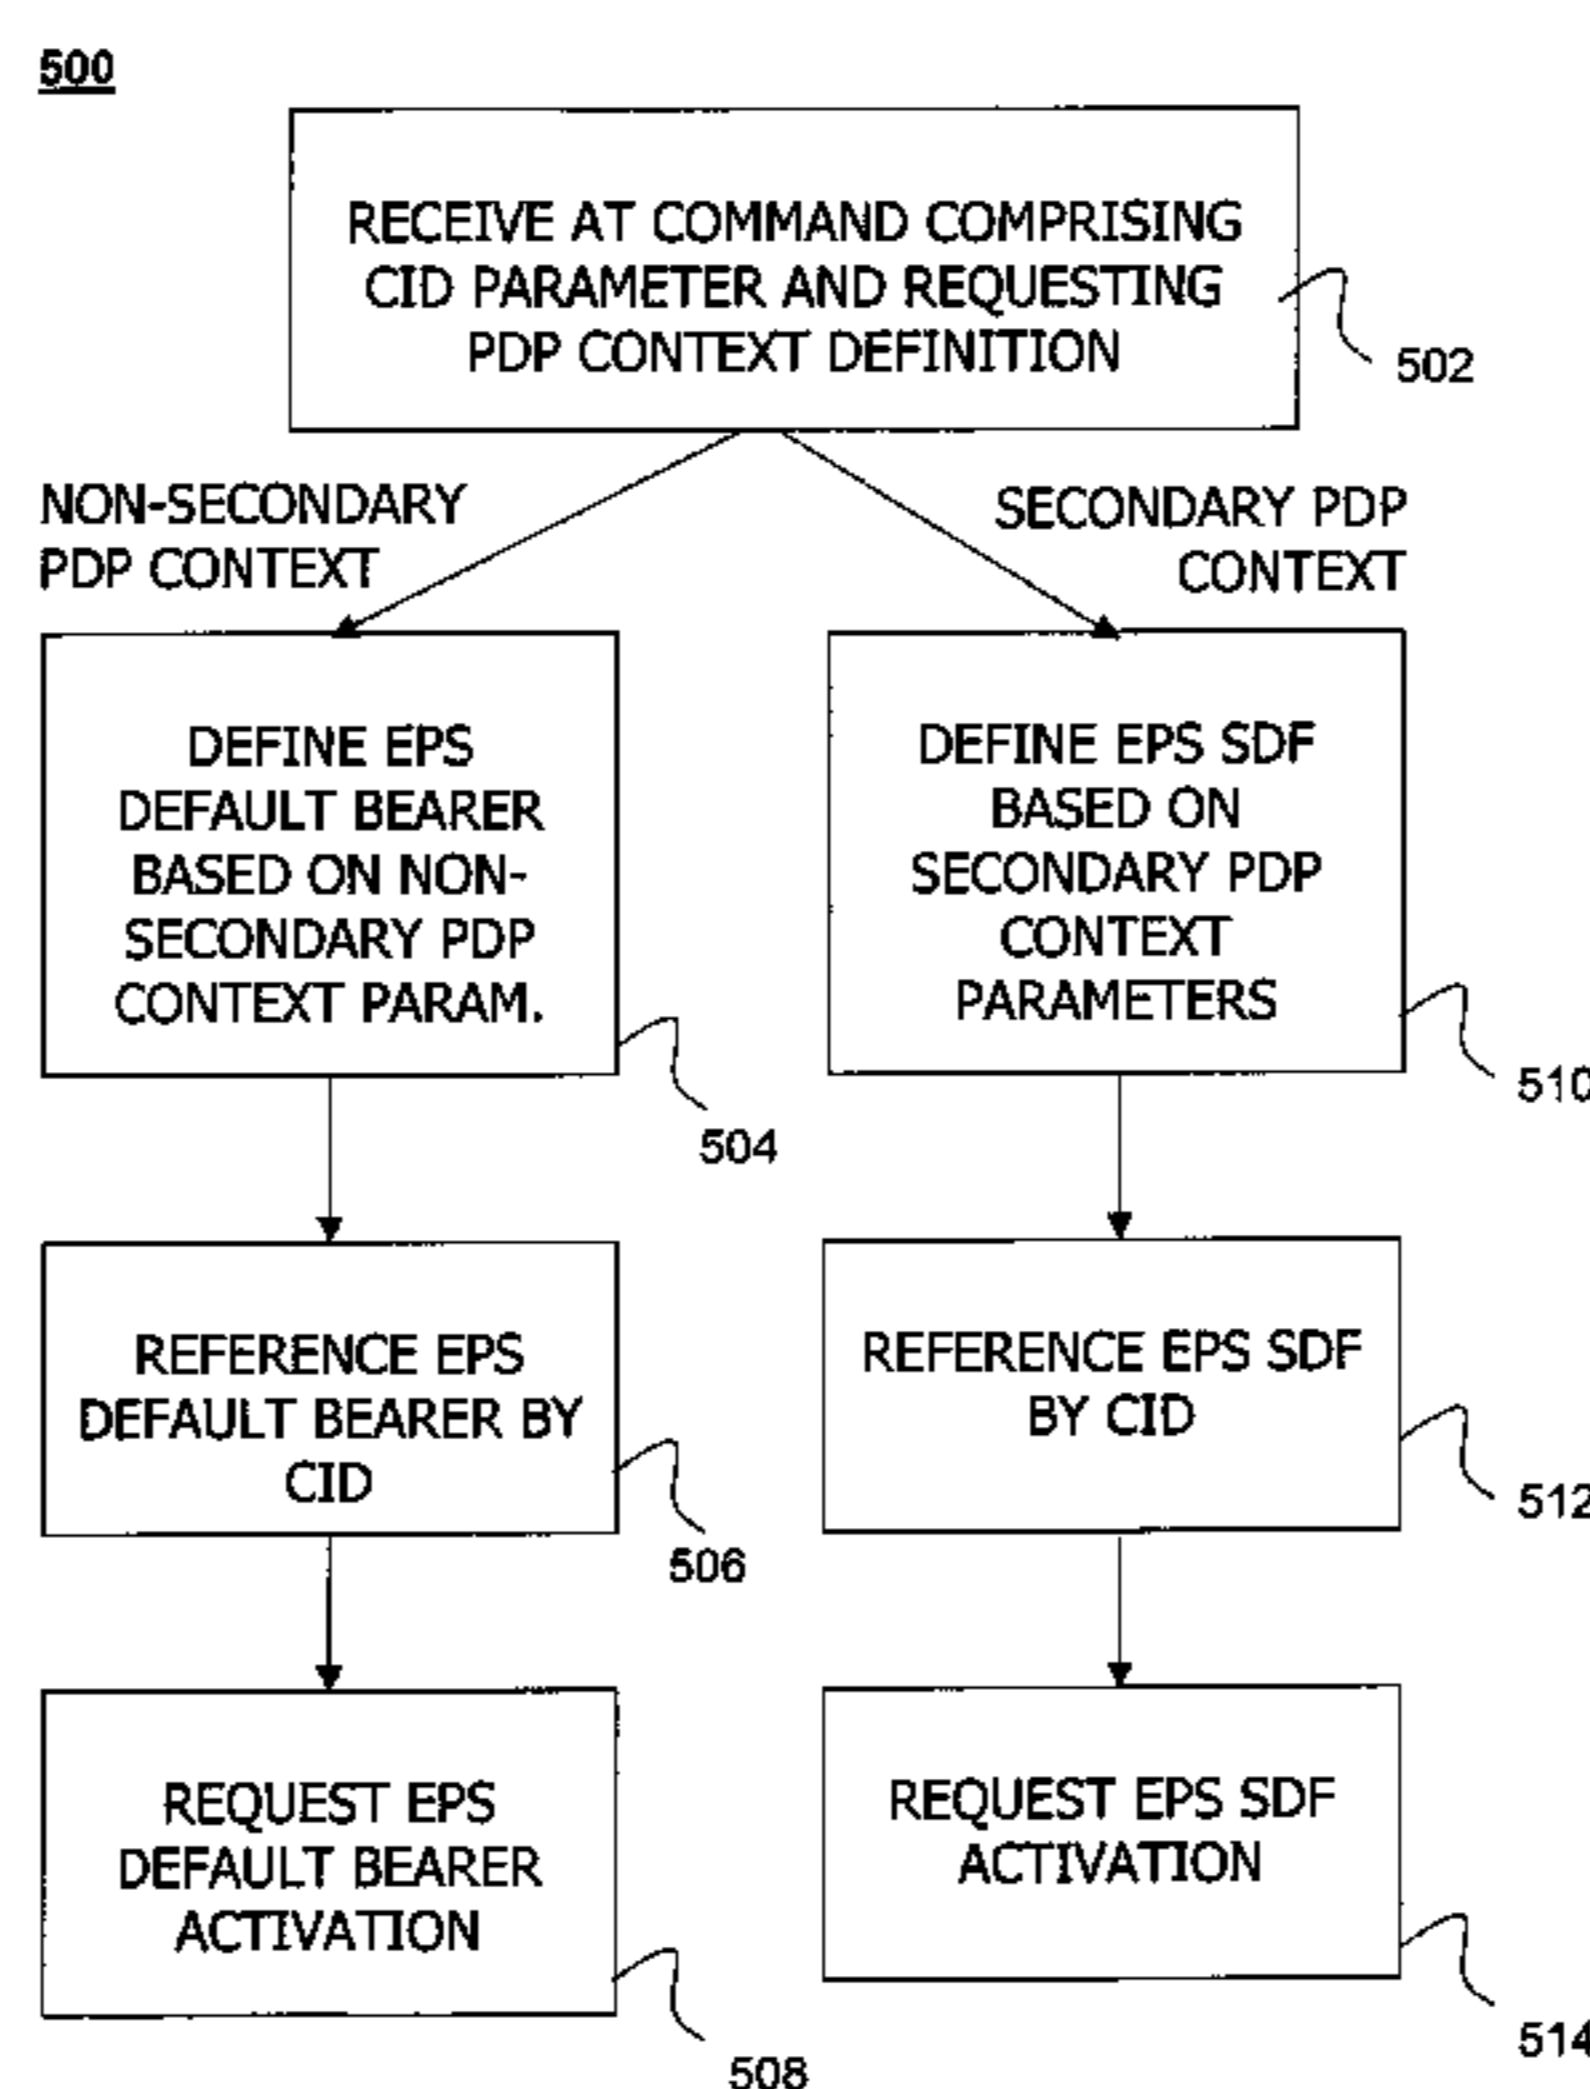 500
RECEIVE AT COMMAND COMPRISING
CID PARAMETER AND REQUESTING
PDP CONTEXT DEFINITION
502
NON-SECONDARY
PDP CONTEXT
SECONDARY PDP
CONTEXT
DEFINE EPS
DEFAULT BEARER
BASED ON NON-
SECONDARY PDP
CONTEXT PARAM.
504
DEFINE EPS SDF
BASED ON
SECONDARY PDP
CONTEXT
PARAMETERS
510
REFERENCE EPS
DEFAULT BEARER BY
CID
506
REFERENCE EPS SDF
BY CID
512
REQUEST EPS
DEFAULT BEARER
ACTIVATION
508
REQUEST EPS SDF
ACTIVATION
514